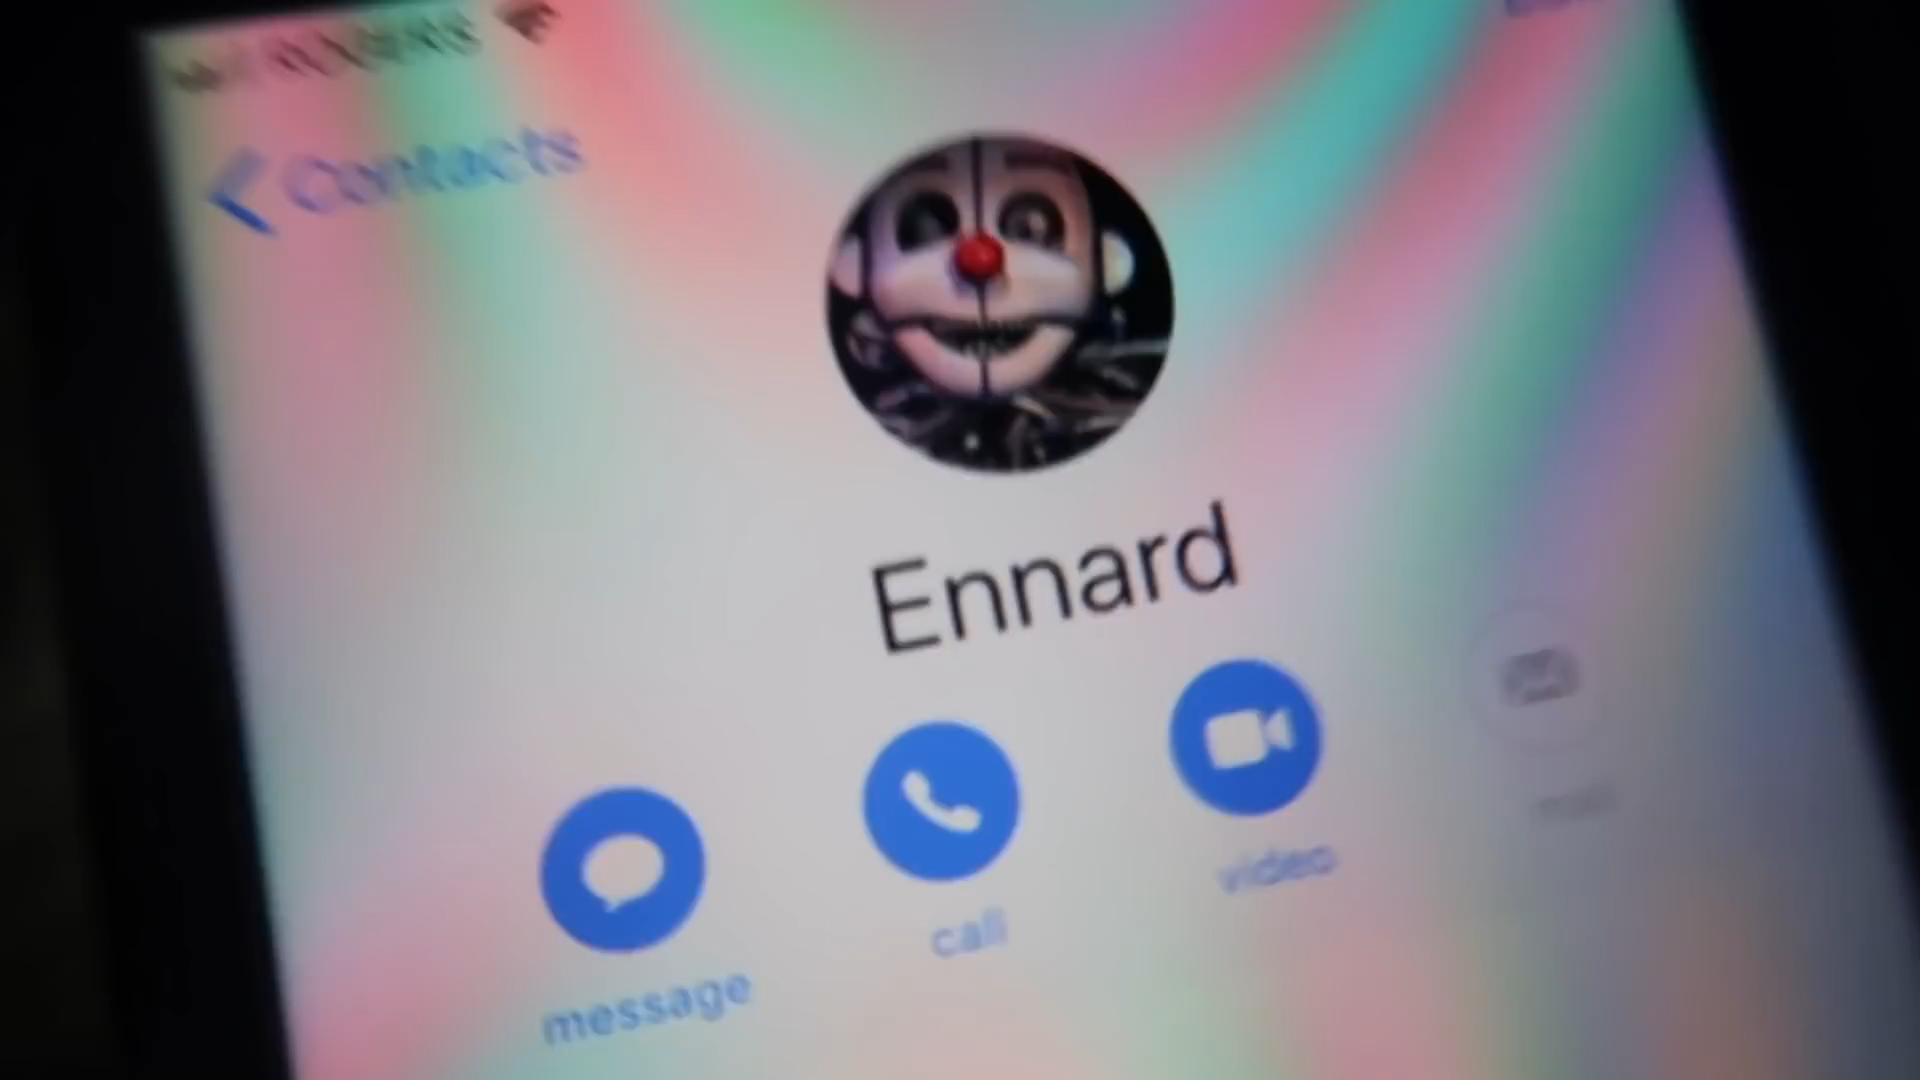 Contacts
Ennard
message
call
video